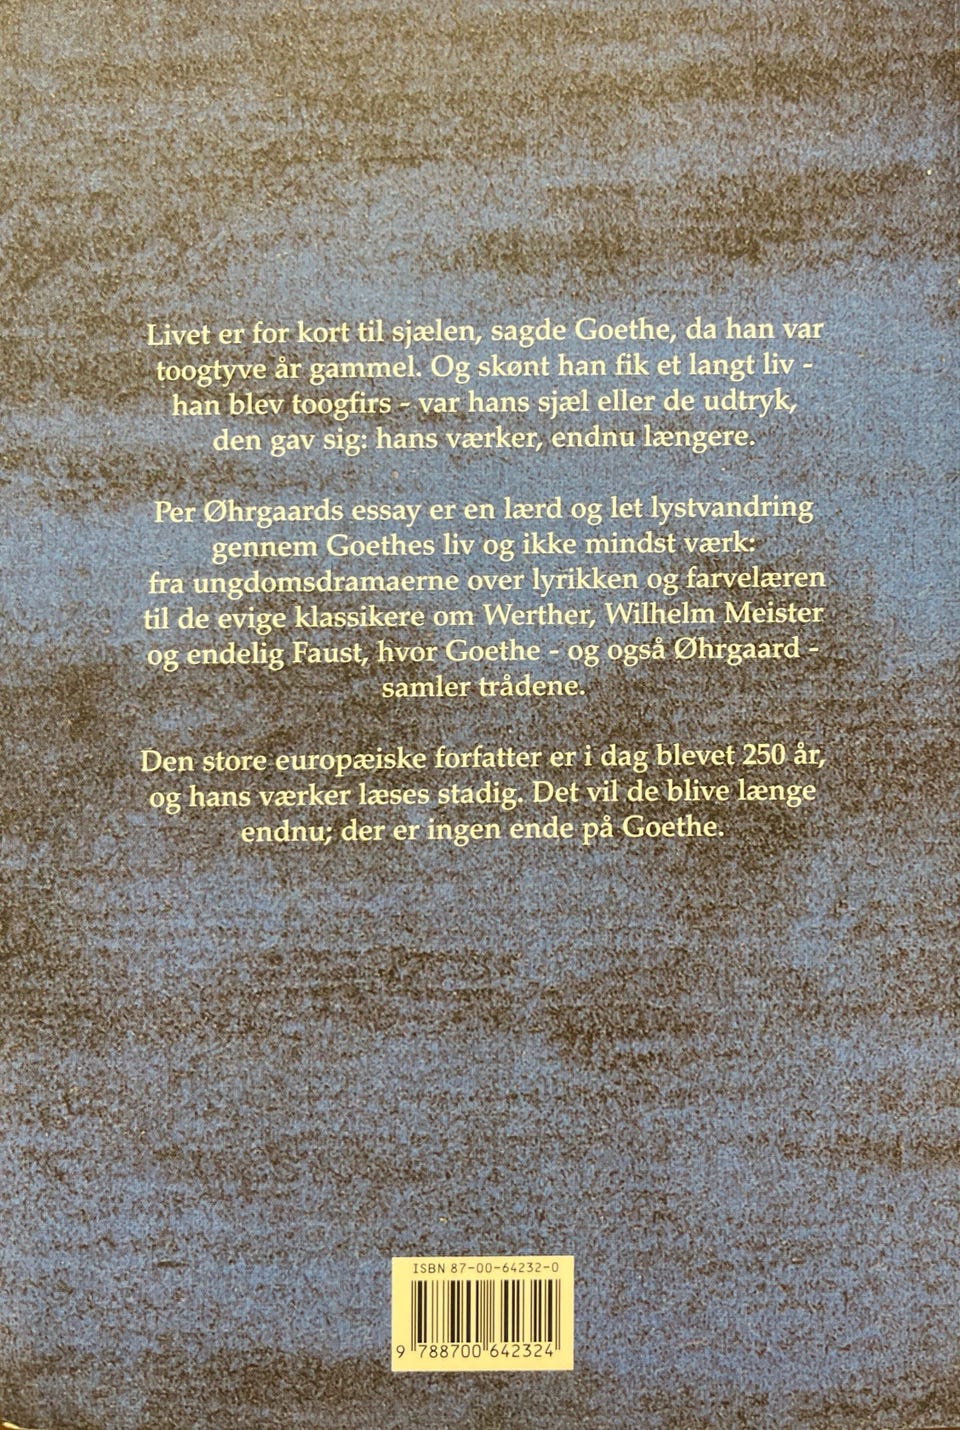 Livet er for kort til sjælen, sagde Goethe, da han var
toogtyve år gammel. Og skønt han fik et langt liv -
han blev toogfirs - var hans sjæl eller de udtryk,
den gav sig: hans værker, endnu længere.
Per Øhrgaards essay er en lærd og let lystvandring
gennem Goethes liv og ikke mindst værk:
fra ungdomsdramaerne over lyrikken og farvelæren
til de evige klassikere om Werther, Wilhelm Meister
og endelig Faust, hvor Goethe - og også Øhrgaard -
samler trådene.
Den store europæiske forfatter er i dag blevet 250 år,
og hans værker læses stadig. Det vil de blive længe
endnu; der er ingen ende på Goethe.
ISBN 87-00-64232-0
9 788700 642324